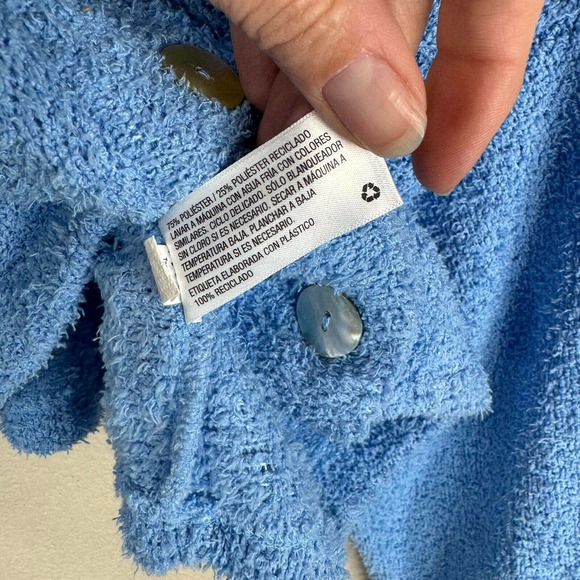 75% POLIÉSTER / 25% POLIÉSTER RECICLADO
LAVAR A MÁQUINA CON AGUA FRÍA CON COLORES
SIMILARES. CICLO DELICADO. SÓLO BLANQUEADOR
SIN CLORO SI ES NECESARIO. SECAR A MÁQUINA A
TEMPERATURA BAJA. PLANCHAR A BAJA
TEMPERATURA SI ES NECESARIO.
ETIQUETA ELABORADA CON PLÁSTICO
100% RECICLADO